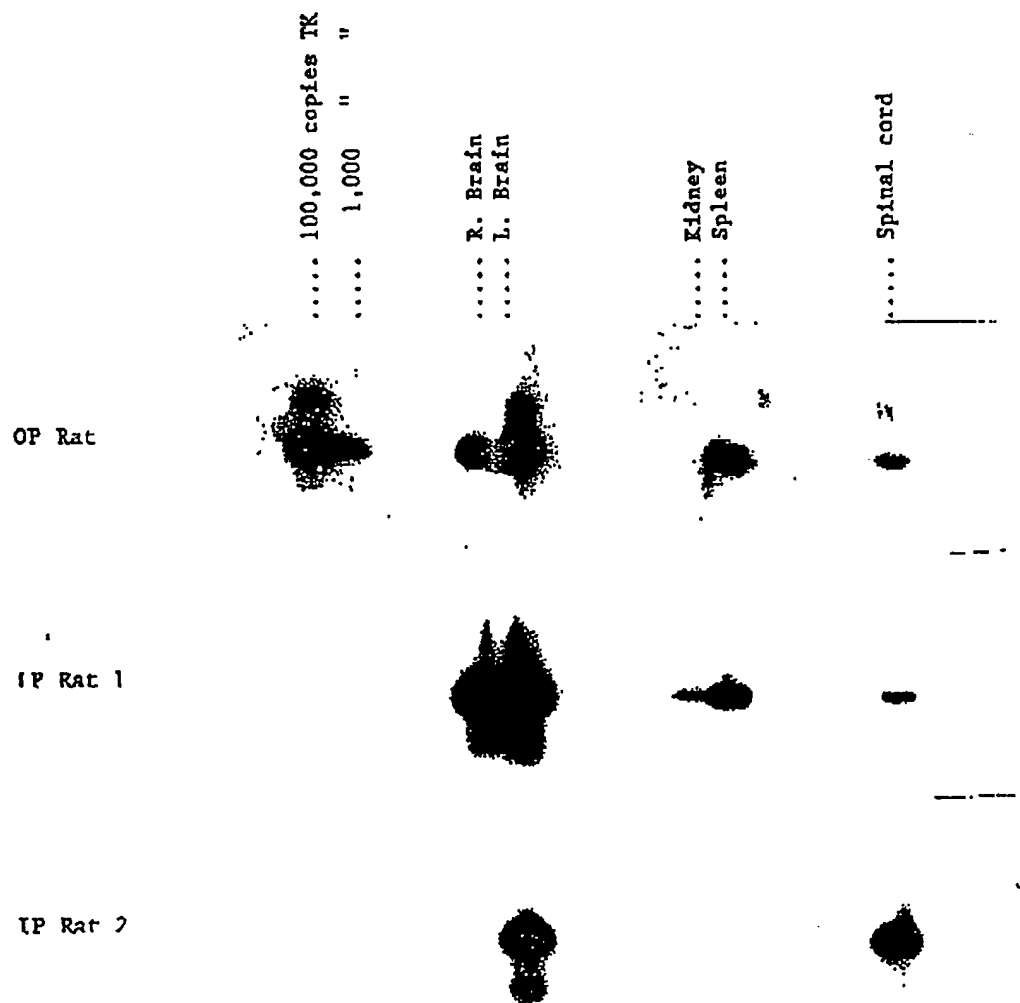 ..... 100,000 copies TK
..... 1,000 " "
..... R. Brain
..... L. Brain
..... Kidney
..... Spleen
..... Spinal cord
OP Rat
IP Rat 1
IP Rat 2